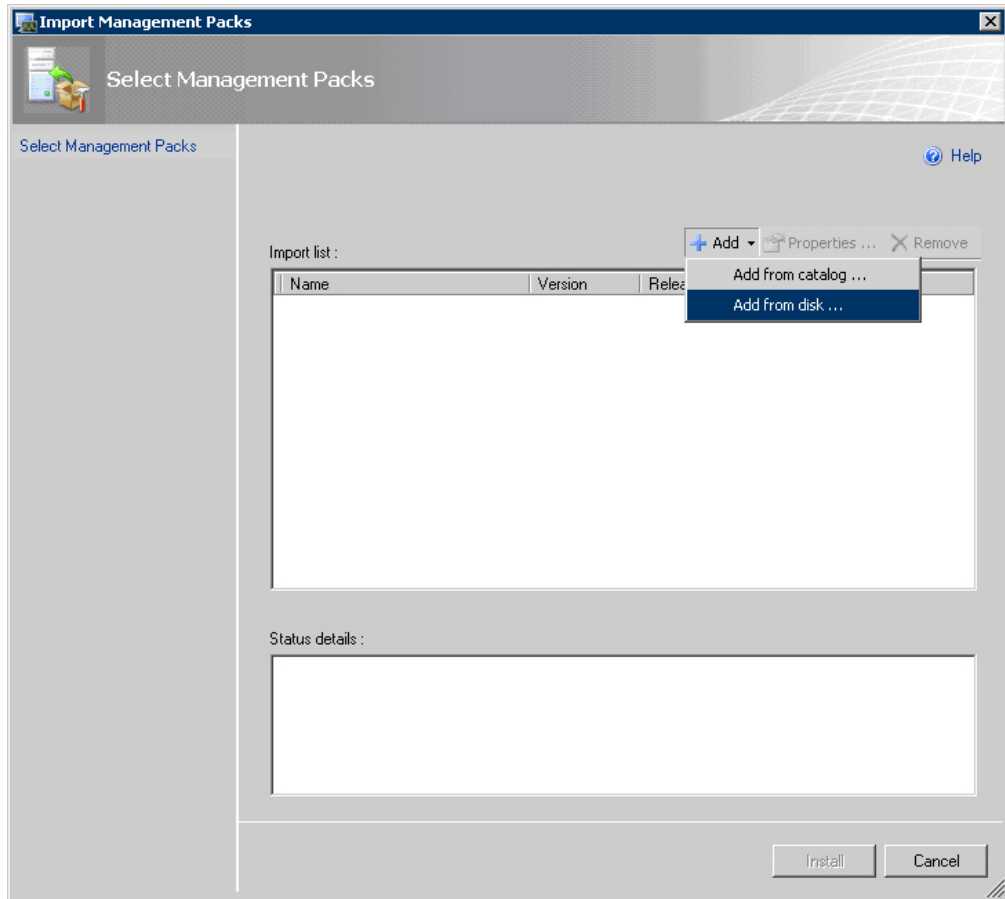 Import Management Packs
Select Management Packs
Select Management Packs
Help
Import list :
Add
Properties ...
Remove
Add from catalog ...
Add from disk ...
Name
Version
Relea
Status details :
Install
Cancel